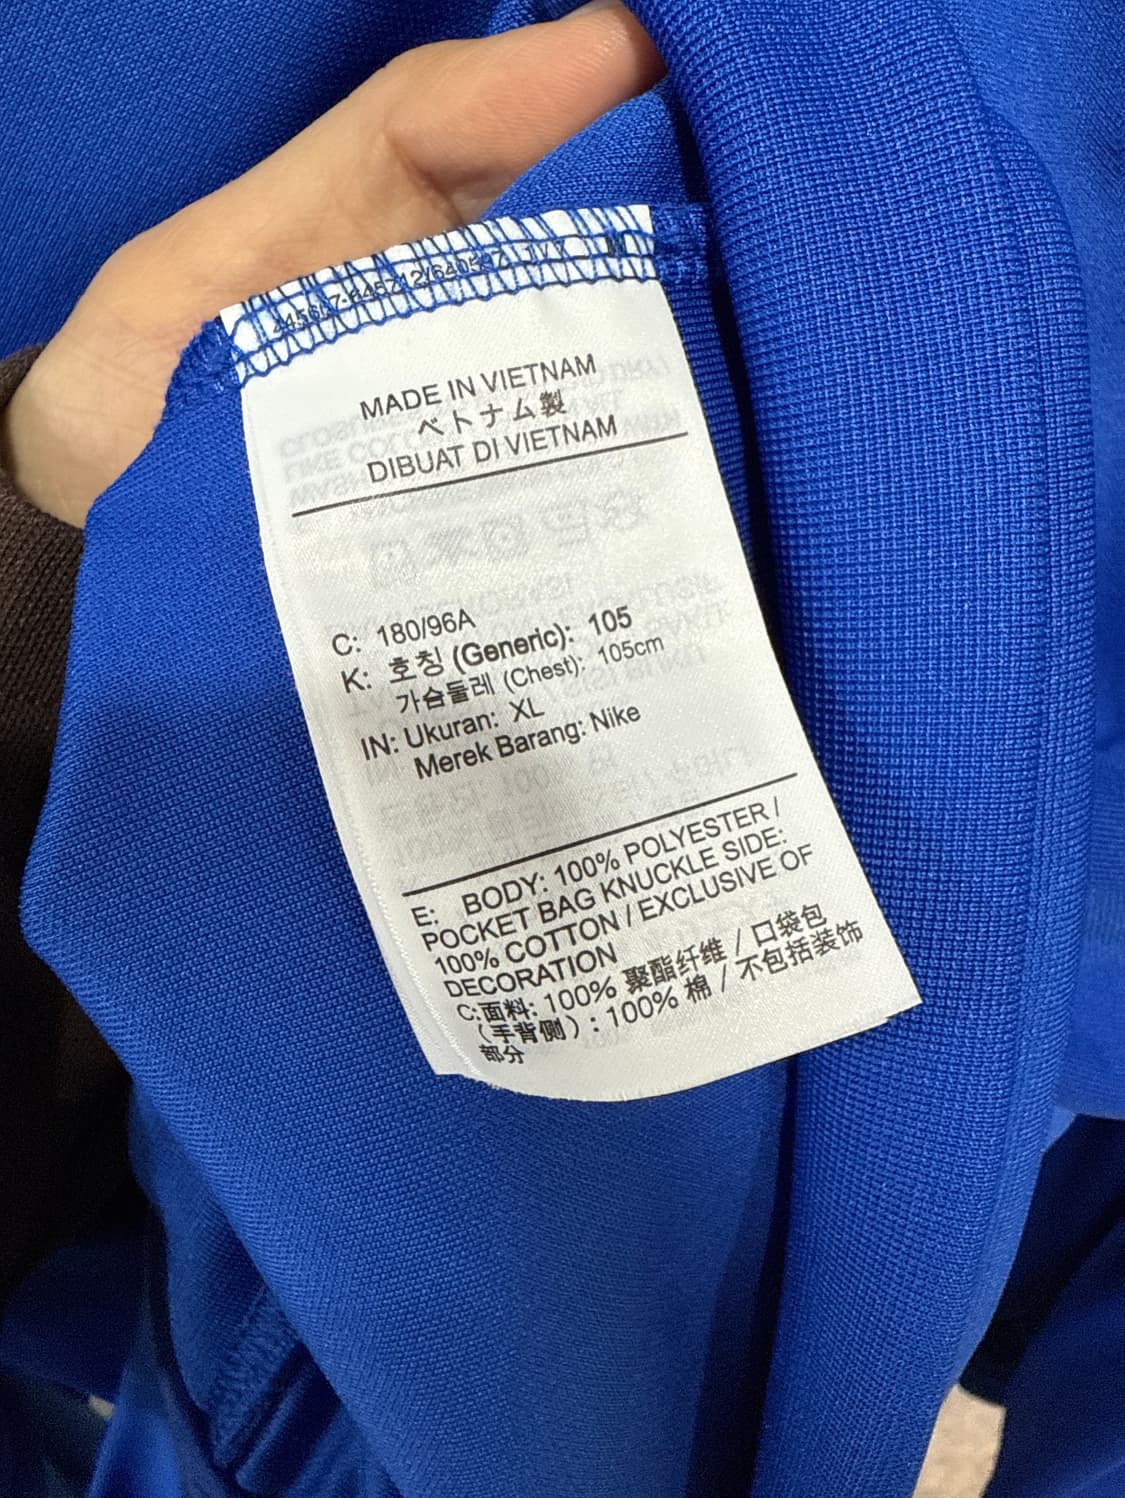 MADE IN VIETNAM
ベトナム製
DIBUAT DI VIETNAM
C: 180/96A
K: 호칭 (Generic): 105
가슴둘레 (Chest): 105cm
IN: Ukuran: XL
Merek Barang: Nike
E: BODY: 100% POLYESTER /
POCKET BAG KNUCKLE SIDE:
100% COTTON / EXCLUSIVE OF
DECORATION
C:面料: 100% 聚酯纤维 / 口袋包
(手背侧) : 100% 棉 / 不包括装饰
部分